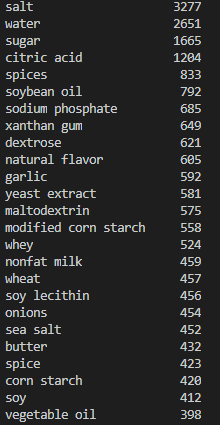 salt 3277
water 2651
sugar 1665
citric acid 1204
spices 833
soybean oil 792
sodium phosphate 685
xanthan gum 649
dextrose 621
natural flavor 605
garlic 592
yeast extract 581
maltodextrin 575
modified corn starch 558
whey 524
nonfat milk 459
wheat 457
soy lecithin 456
onions 454
sea salt 452
butter 432
spice 423
corn starch 420
soy 412
vegetable oil 398